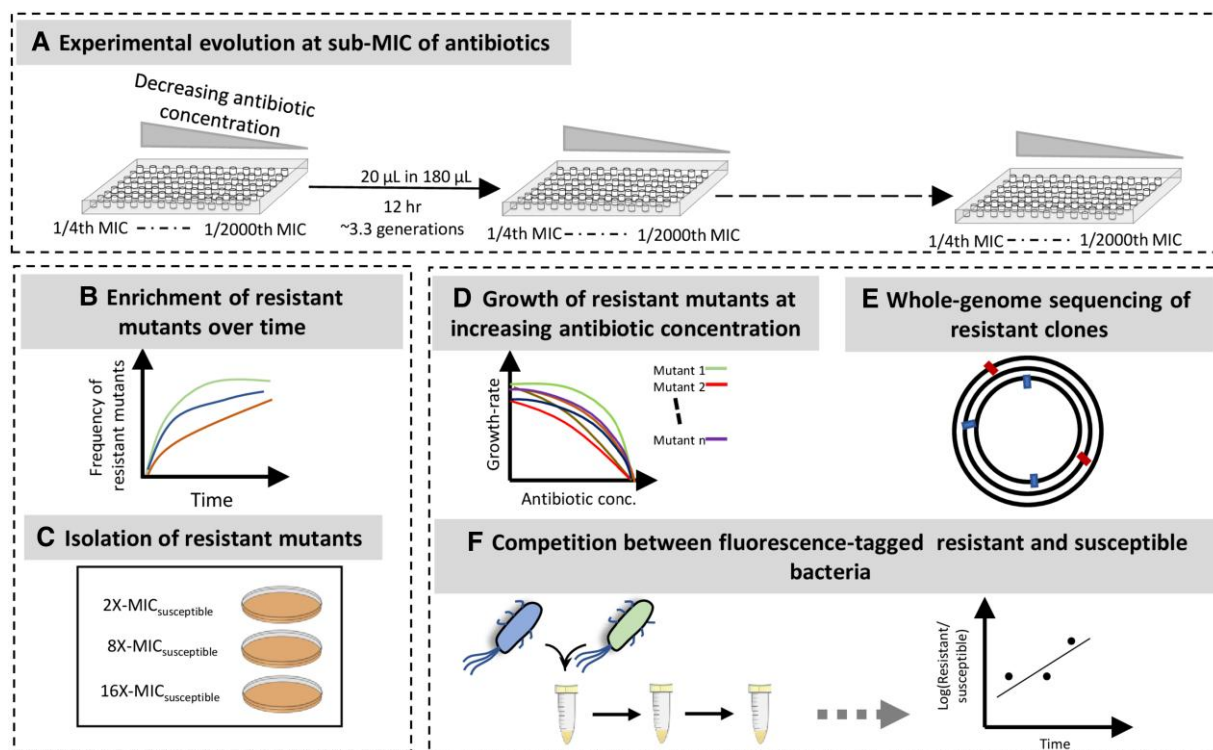 A Experimental evolution at sub-MIC of antibiotics
Decreasing antibiotic
concentration
20 µL in 180 µL
12 hr
~3.3 generations
1/4th MIC
1/2000th MIC
1/4th MIC
1/2000th MIC
1/4th MIC
1/2000th MIC
B Enrichment of resistant
mutants over time
Frequency of
resistant mutants
Time
C Isolation of resistant mutants
2X-MICsusceptible
8X-MICsusceptible
16X-MICsusceptible
D Growth of resistant mutants at
increasing antibiotic concentration
Growth-rate
Mutant 1
Mutant 2
Mutant n
Antibiotic conc.
E Whole-genome sequencing of
resistant clones
F Competition between fluorescence-tagged resistant and susceptible
bacteria
Log(Resistant/
susceptible)
Time